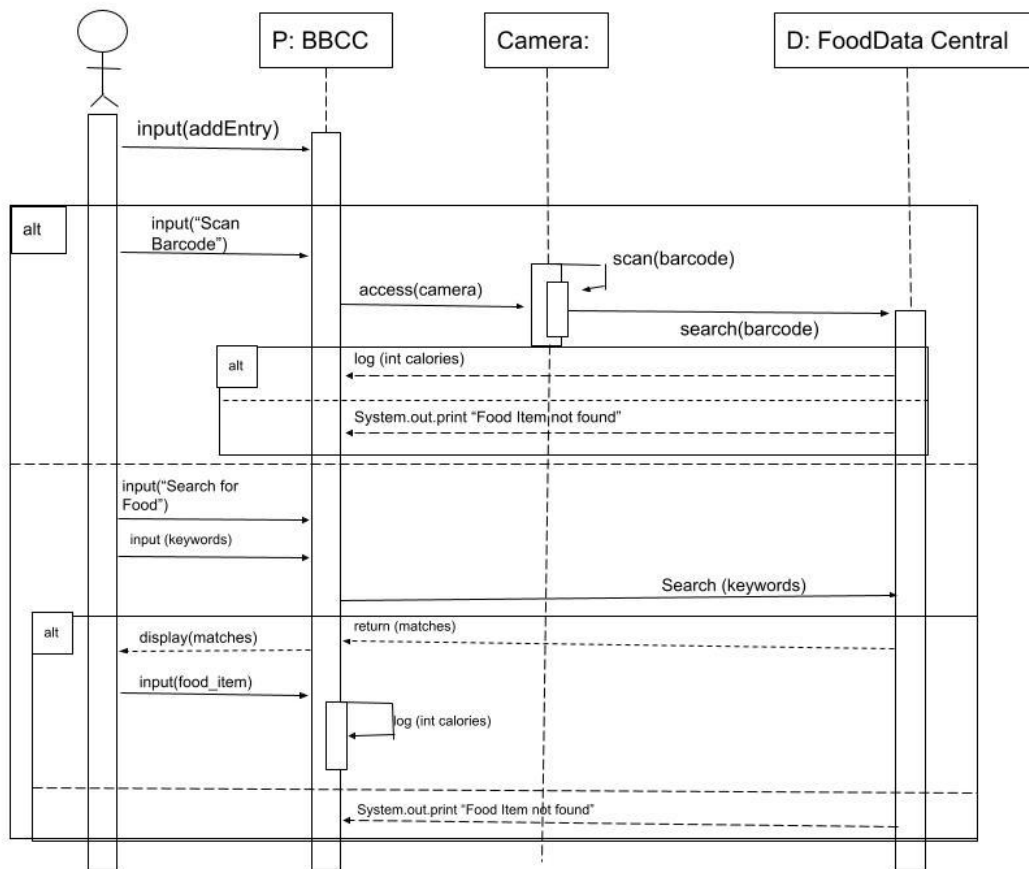 P: BBCC
Camera:
D: FoodData Central
input(addEntry)
alt
input(“Scan
Barcode”)
scan(barcode)
access(camera)
search(barcode)
alt
log (int calories)
System.out.print “Food Item not found”
input(“Search for
Food”)
input (keywords)
Search (keywords)
alt
return (matches)
display(matches)
input(food_item)
log (int calories)
System.out.print “Food Item not found”